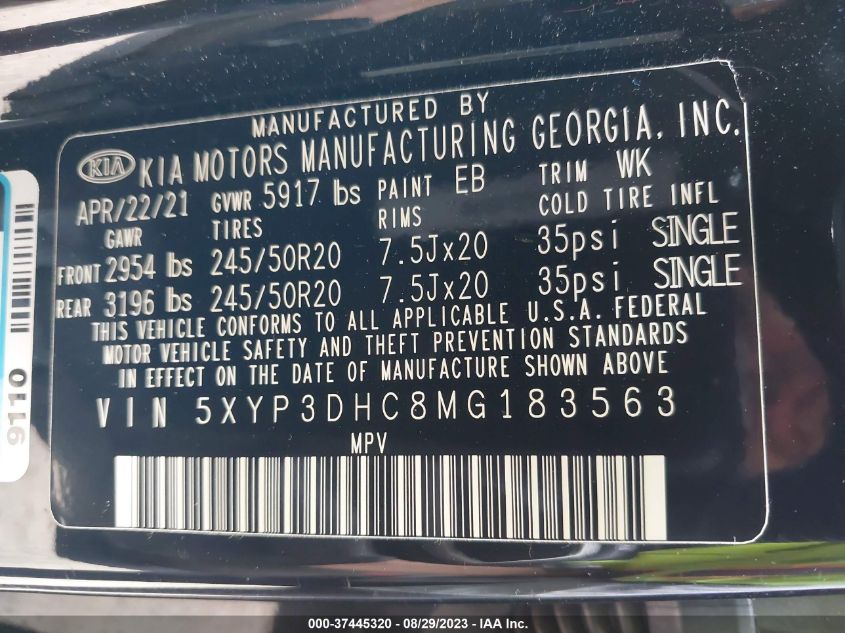 MANUFACTURED BY
KIA KIA MOTORS MANUFACTURING GEORGIA, INC.
APR/22/21 GVWR 5917 lbs PAINT EB TRIM WK
GAWR TIRES RIMS COLD TIRE INFL
FRONT 2954 lbs 245/50R20 7.5Jx20 35psi SINGLE
REAR 3196 lbs 245/50R20 7.5Jx20 35psi SINGLE
THIS VEHICLE CONFORMS TO ALL APPLICABLE U.S.A. FEDERAL
MOTOR VEHICLE SAFETY AND THEFT PREVENTION STANDARDS
IN EFFECT ON THE DATE OF MANUFACTURE SHOWN ABOVE
VIN 5XYP3DHC8MG183563
MPV
9110
000-37445320 - 08/29/2023 - IAA Inc.